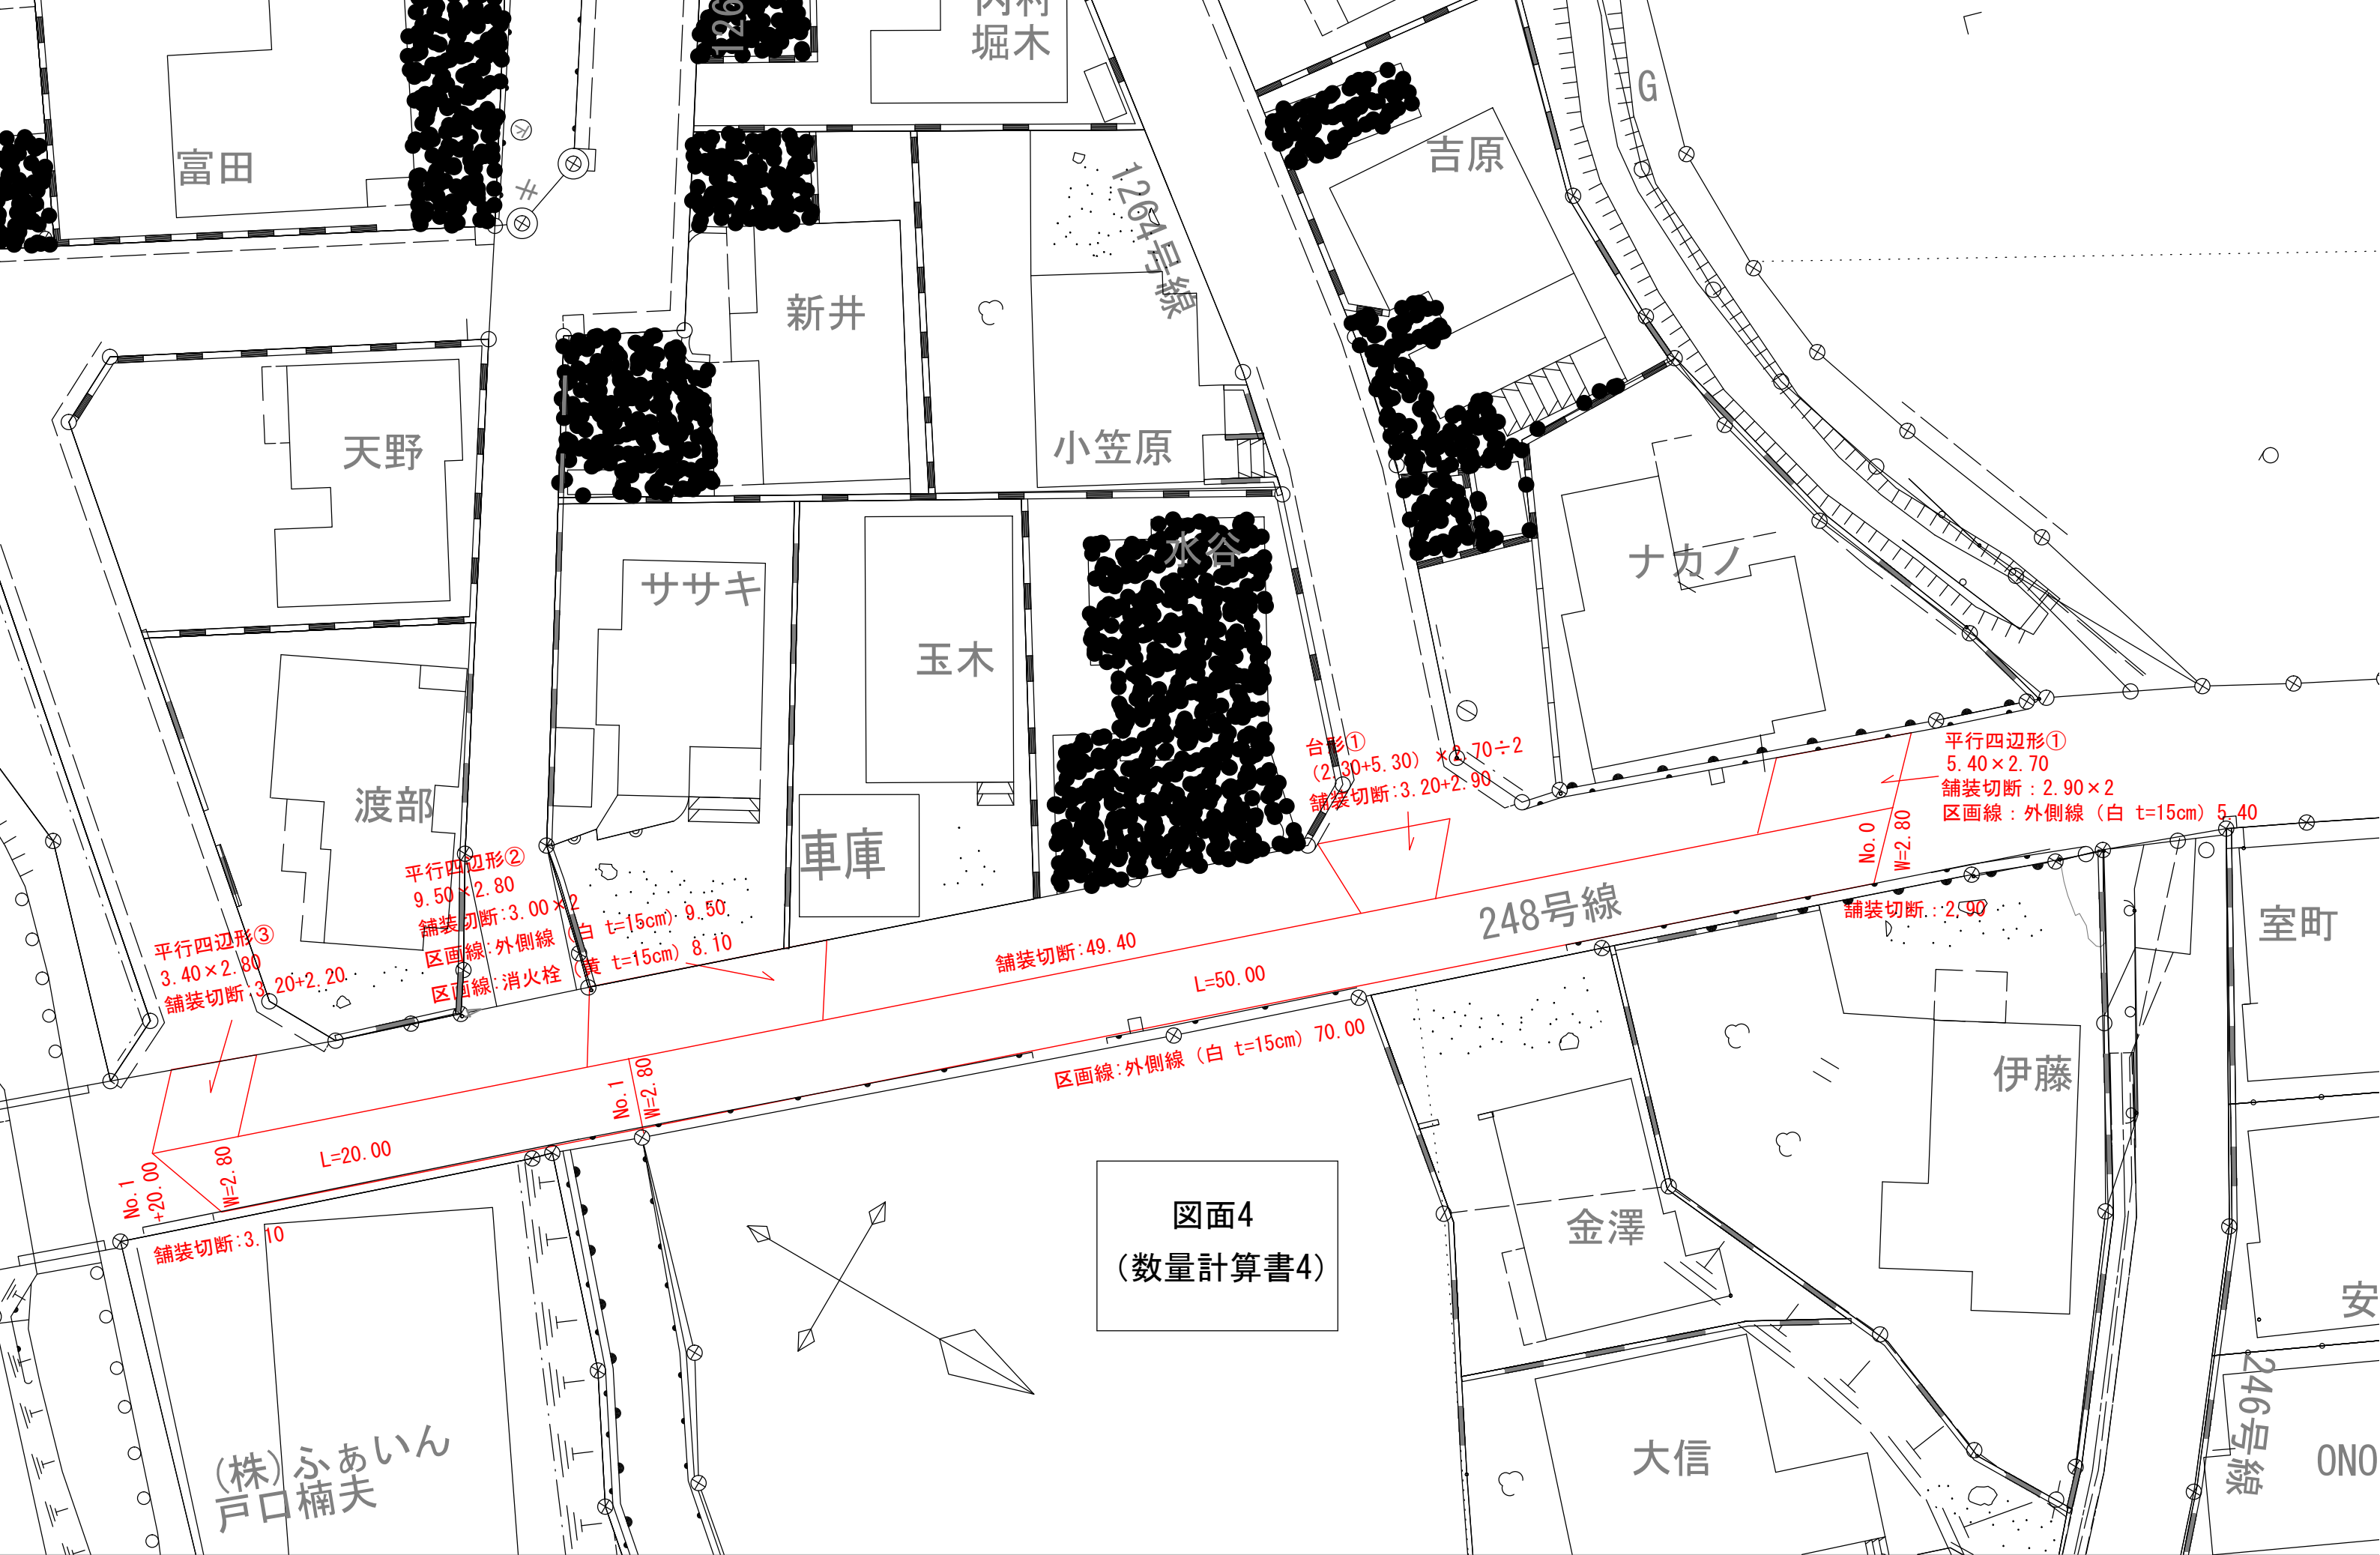 内村
堀木
126
G
富田
吉原
1264号線
新井
天野
小笠原
水谷
ナカノ
ササキ
玉木
渡部
車庫
台形①
(2.30+5.30) ×2.70÷2
舗装切断:3.20+2.90
平行四辺形①
5.40×2.70
舗装切断：2.90×2
区画線：外側線（白 t=15cm）5.40
No.0
W=2.80
平行四辺形②
9.50×2.80
舗装切断:3.00×2
区画線:外側線（白 t=15cm）9.50
区画線:消火栓（黄 t=15cm）8.10
平行四辺形③
3.40×2.80
舗装切断:3.20+2.20
248号線
舗装切断：2.90
室町
舗装切断:49.40
L=50.00
区画線:外側線（白 t=15cm）70.00
No.1
W=2.80
L=20.00
No.1
+20.00
W=2.80
舗装切断:3.10
伊藤
図面4
（数量計算書4）
金澤
安
246号線
大信
ONO
(株)ふぁいん
戸口楠夫